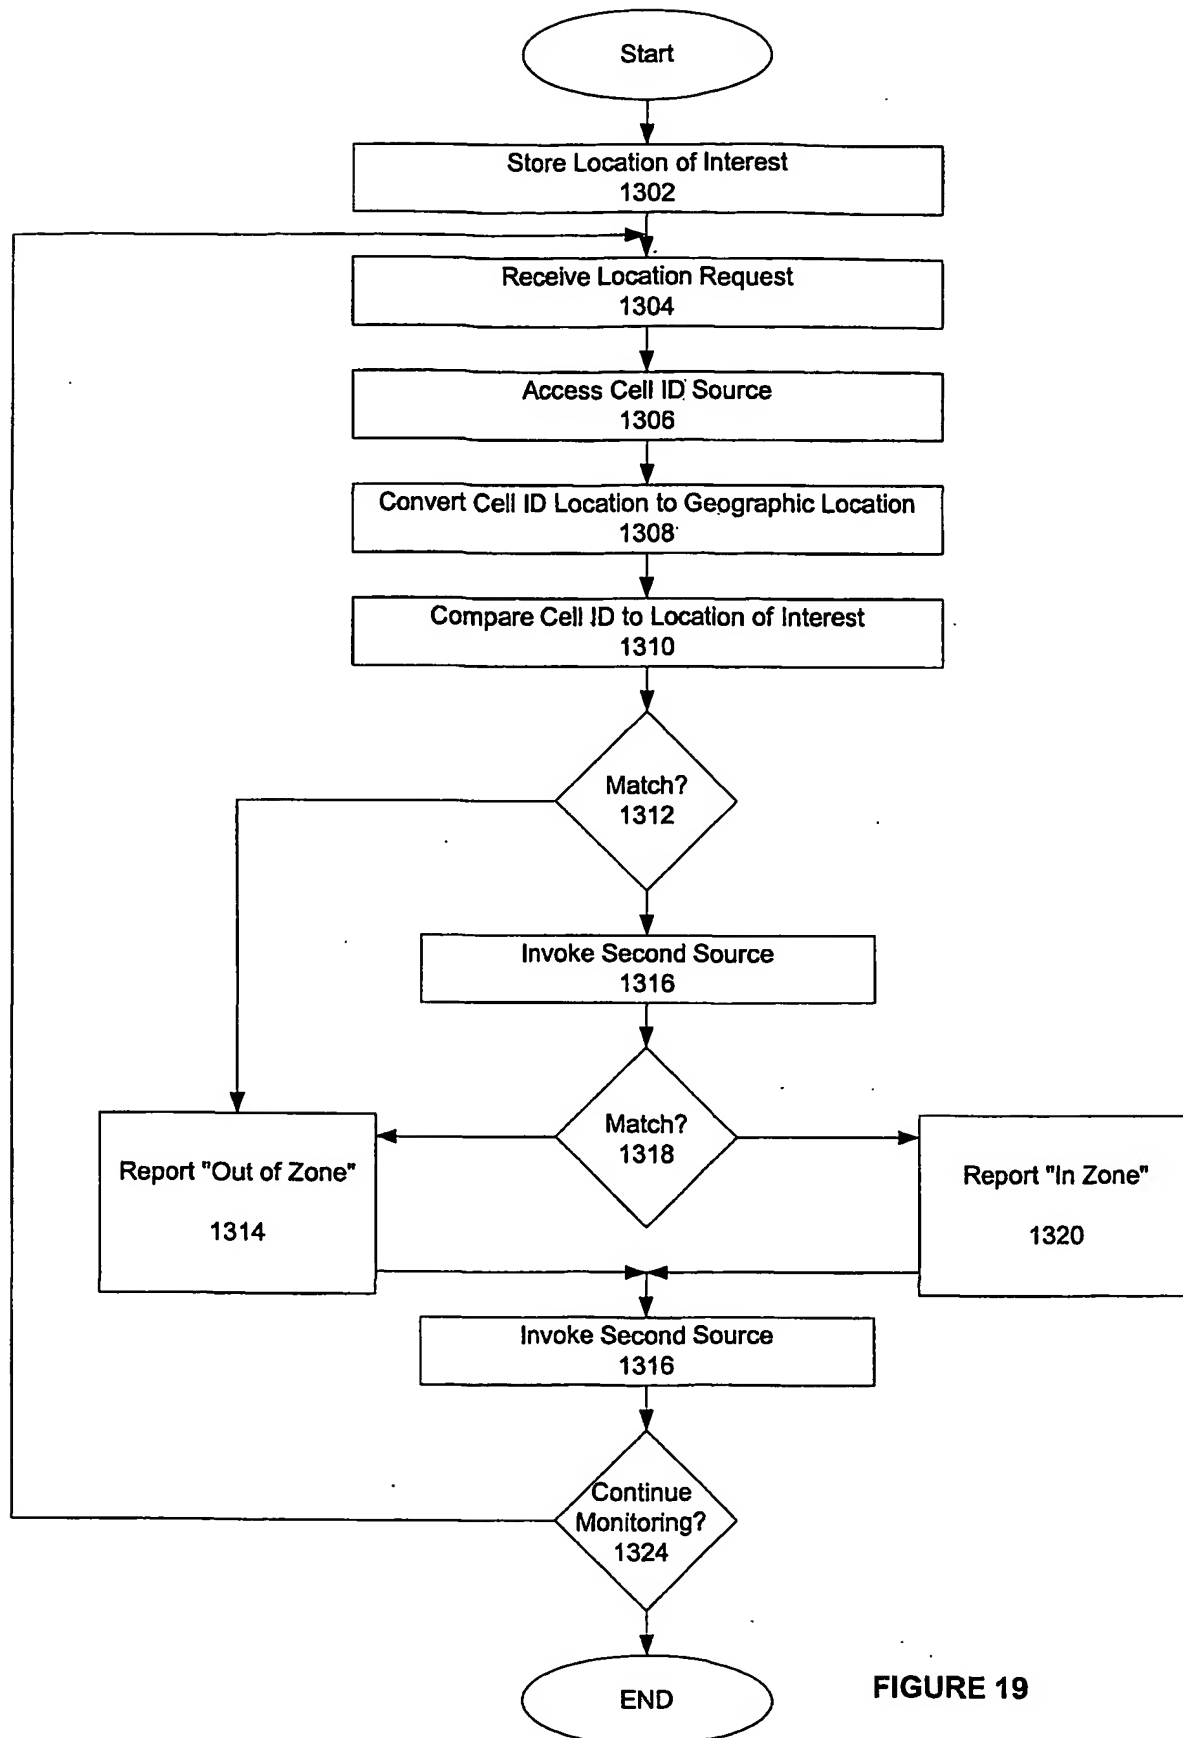 Start
Store Location of Interest
1302
Receive Location Request
1304
Access Cell ID Source
1306
Convert Cell ID Location to Geographic Location
1308
Compare Cell ID to Location of Interest
1310
Match?
1312
Invoke Second Source
1316
Match?
1318
Report "Out of Zone"
1314
Report "In Zone"
1320
Invoke Second Source
1316
Continue
Monitoring?
1324
END
FIGURE 19